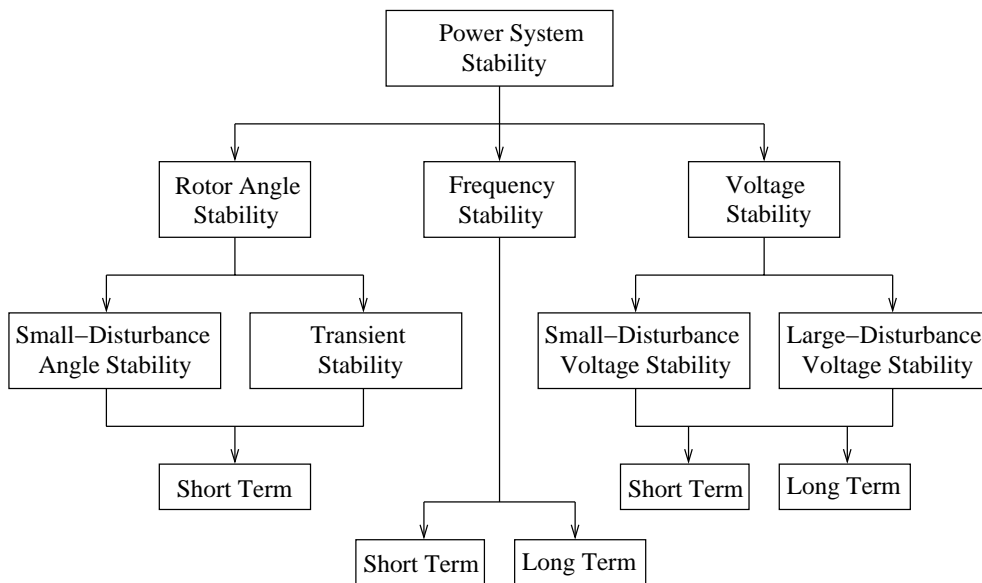 Power System
Stability
Rotor Angle
Stability
Frequency
Stability
Voltage
Stability
Small−Disturbance
Angle Stability
Transient
Stability
Small−Disturbance
Voltage Stability
Large−Disturbance
Voltage Stability
Short Term
Short Term
Long Term
Short Term
Long Term